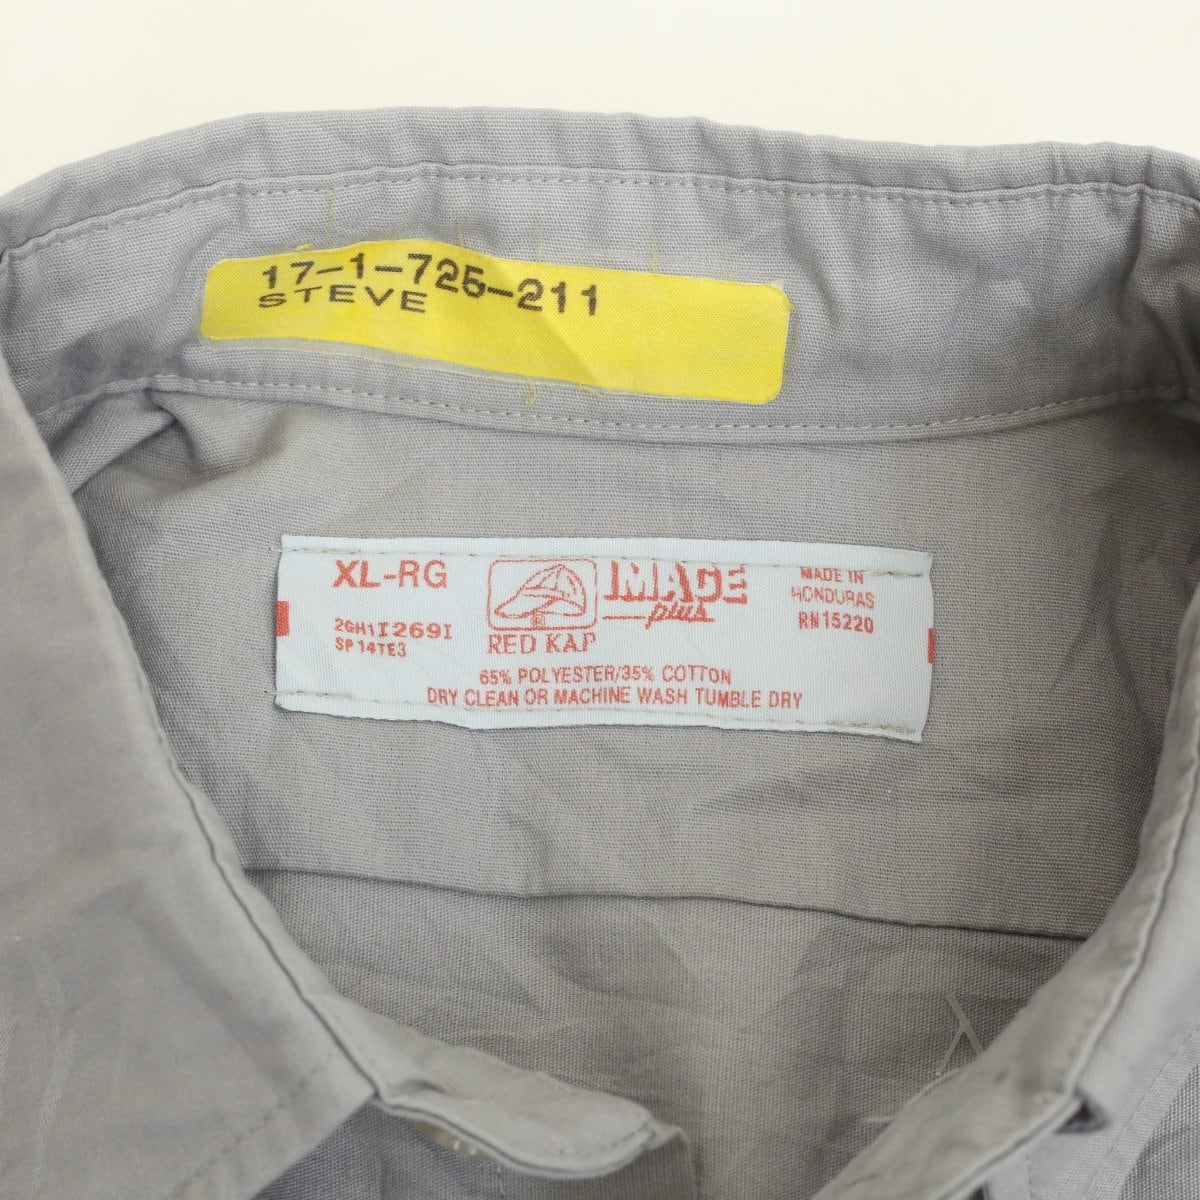 17-1-725-211
STEVE
XL-RG
2GH1I269I
SP14TE3
RED KAP
IMAGE
plus
MADE IN
HONDURAS
RN15220
65% POLYESTER/35% COTTON
DRY CLEAN OR MACHINE WASH TUMBLE DRY